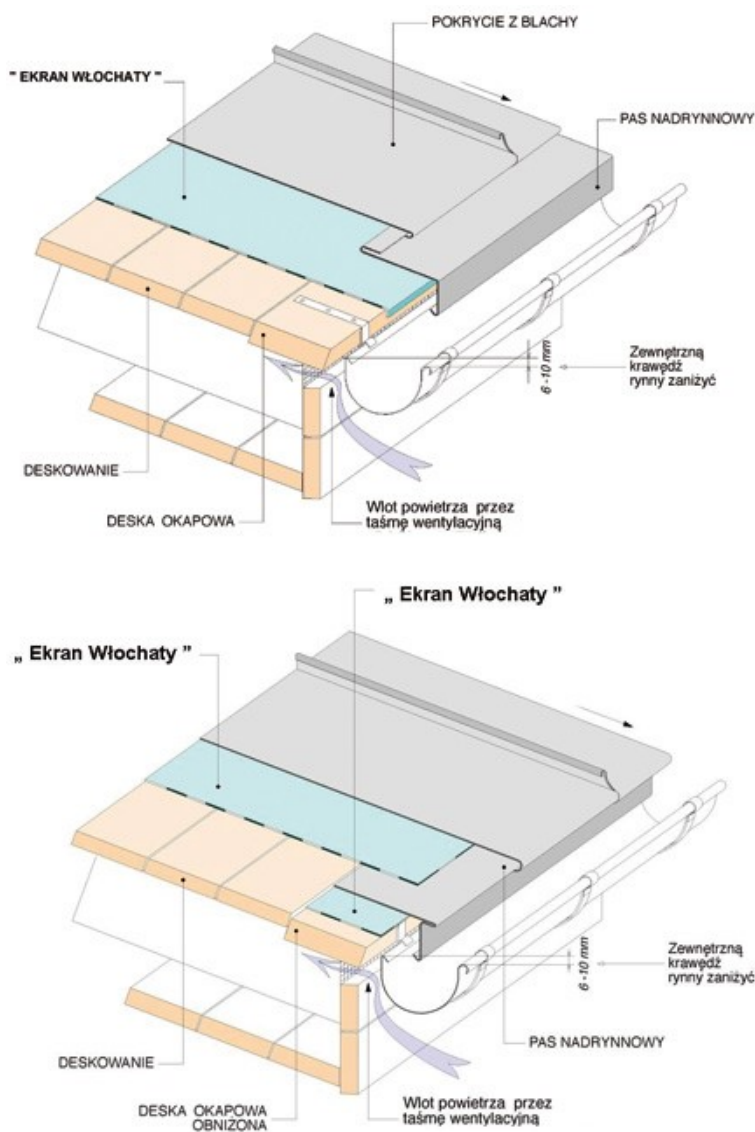 POKRYCIE Z BLACHY
" EKRAN WŁOCHATY "
PAS NADRYNNOWY
6 -10 mm
Zewnętrzną
krawędź
rynny zaniżyć
DESKOWANIE
DESKA OKAPOWA
Wlot powietrza przez
taśmę wentylacyjną
„ Ekran Włochaty ”
„ Ekran Włochaty ”
6 -10 mm
Zewnętrzną
krawędź
rynny zaniżyć
PAS NADRYNNOWY
DESKOWANIE
DESKA OKAPOWA
OBNIŻONA
Wlot powietrza przez
taśmę wentylacyjną